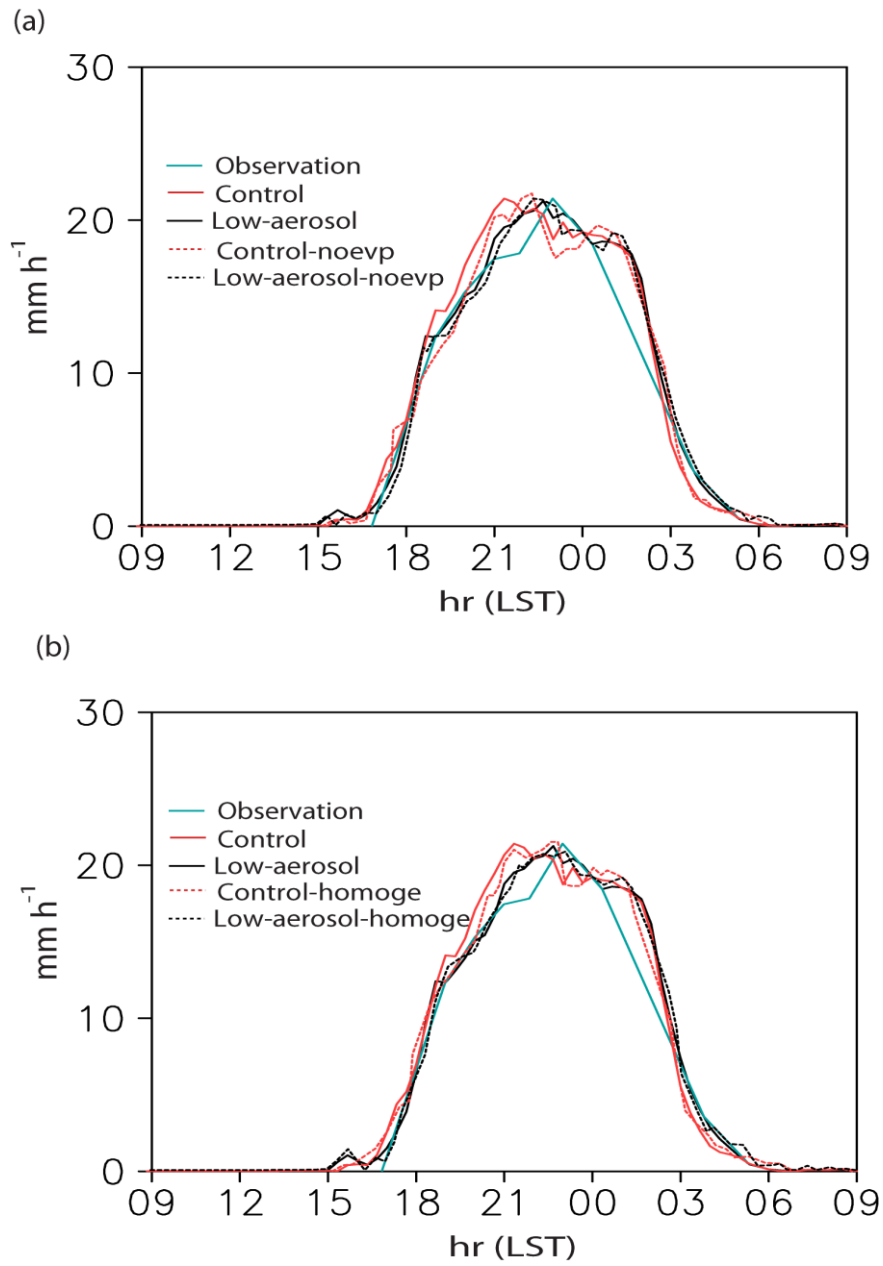 (a)
30
Observation
Control
20
Low-aerosol
Control-noevp
Low-aerosol-noevp
mm h⁻¹
10
0
09 12 15 18 21 00 03 06 09
hr (LST)
(b)
30
Observation
Control
20
Low-aerosol
Control-homoge
Low-aerosol-homoge
mm h⁻¹
10
0
09 12 15 18 21 00 03 06 09
hr (LST)